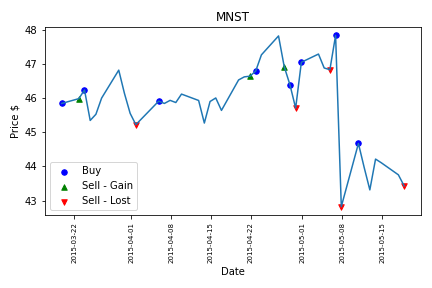 MNST
48
47
46
45
44
43
Price $
Buy
Sell - Gain
Sell - Lost
2015-03-22
2015-04-01
2015-04-08
2015-04-15
2015-04-22
2015-05-01
2015-05-08
2015-05-15
Date